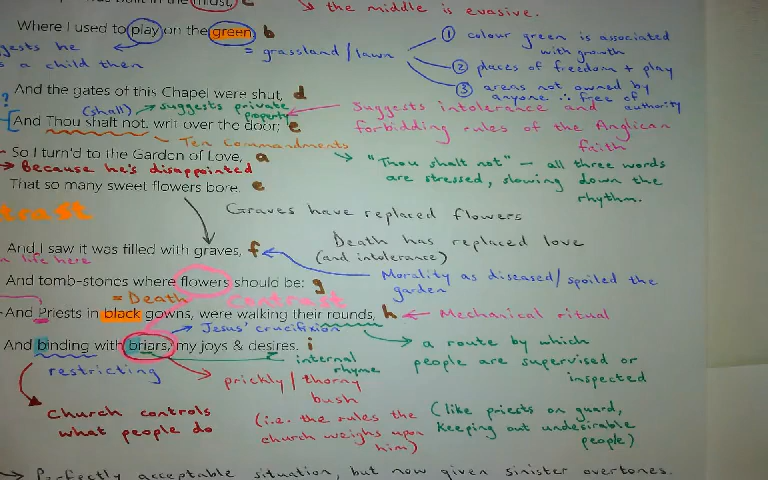 the middle is evasive.
Where I used to play on the green b
= grassland / lawn
① colour green is associated
with growth
② places of freedom + play
③ areas not owned by
anyone ∴ free of
authority
s a child then
And the gates of this Chapel were shut, d
(shall) → suggests private
property
Suggests intolerance and
And Thou shalt not, writ over the door; e
forbidding rules of the Anglican
faith
Ten Commandments
So I turn'd to the Garden of Love, a
Because he's disappointed
"Thou shalt not" - all three words
are stressed, slowing down the
rhythm.
That so many sweet flowers bore. e
trast
Graves have replaced flowers
And I saw it was filled with graves, f
Death has replaced love
(and intolerance)
life here
Morality as diseased/spoiled the
garden
And tomb-stones where flowers should be: g
= Death
Contrast
And Priests in black gowns, were walking their rounds, h
Mechanical ritual
Jesus' crucifixion
And binding with briars, my joys & desires. i
a route by which
people are supervised or
inspected
internal
rhyme
restricting
prickly / thorny
bush
Church controls
what people do
(i.e. the rules the
church weighs upon
him)
(like priests on guard,
keeping out undesirable
people)
Perfectly acceptable situation, but now given sinister overtones.